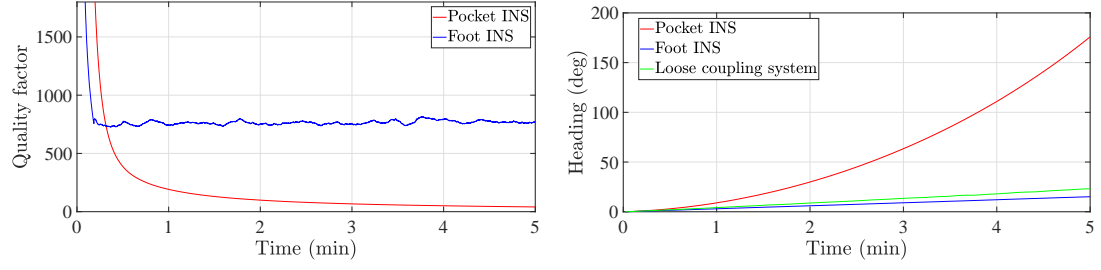 Quality factor
1500
1000
500
0
0
1
2
3
4
5
Time (min)
Pocket INS
Foot INS
Heading (deg)
200
150
100
50
0
0
1
2
3
4
5
Time (min)
Pocket INS
Foot INS
Loose coupling system